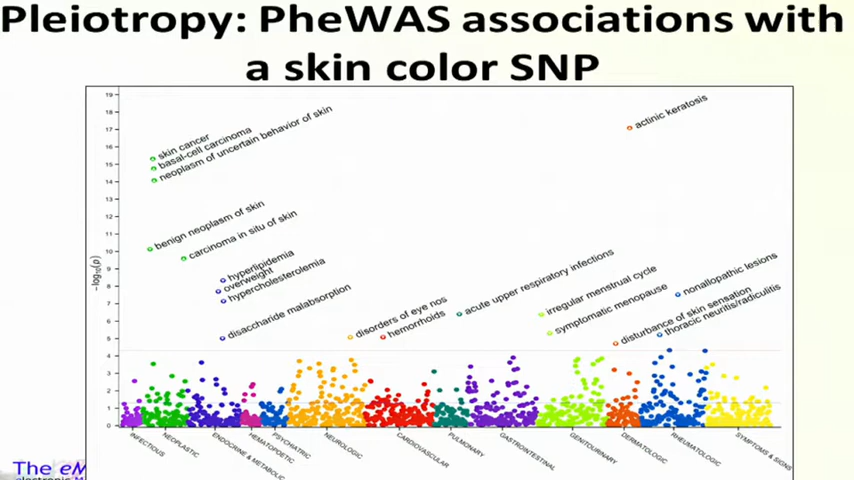 Pleiotropy: PheWAS associations with
a skin color SNP
19
18
17
16
15
14
13
12
11
10
9
8
7
6
5
4
3
2
1
0
-log10(p)
actinic keratosis
skin cancer
basal-cell carcinoma
neoplasm of uncertain behavior of skin
benign neoplasm of skin
carcinoma in situ of skin
hyperlipidemia
overweight
hypercholesterolemia
disaccharide malabsorption
disorders of eye nos
hemorrhoids
acute upper respiratory infections
irregular menstrual cycle
symptomatic menopause
nonallopathic lesions
disturbance of skin sensation
thoracic neuritis/radiculitis
INFECTIOUS
NEOPLASTIC
ENDOCRINE & METABOLIC
HEMATOPOETIC
PSYCHIATRIC
NEUROLOGIC
CARDIOVASCULAR
PULMONARY
GASTROINTESTINAL
GENITOURINARY
DERMATOLOGIC
RHEUMATOLOGIC
SYMPTOMS & SIGNS
The eM
electronic M